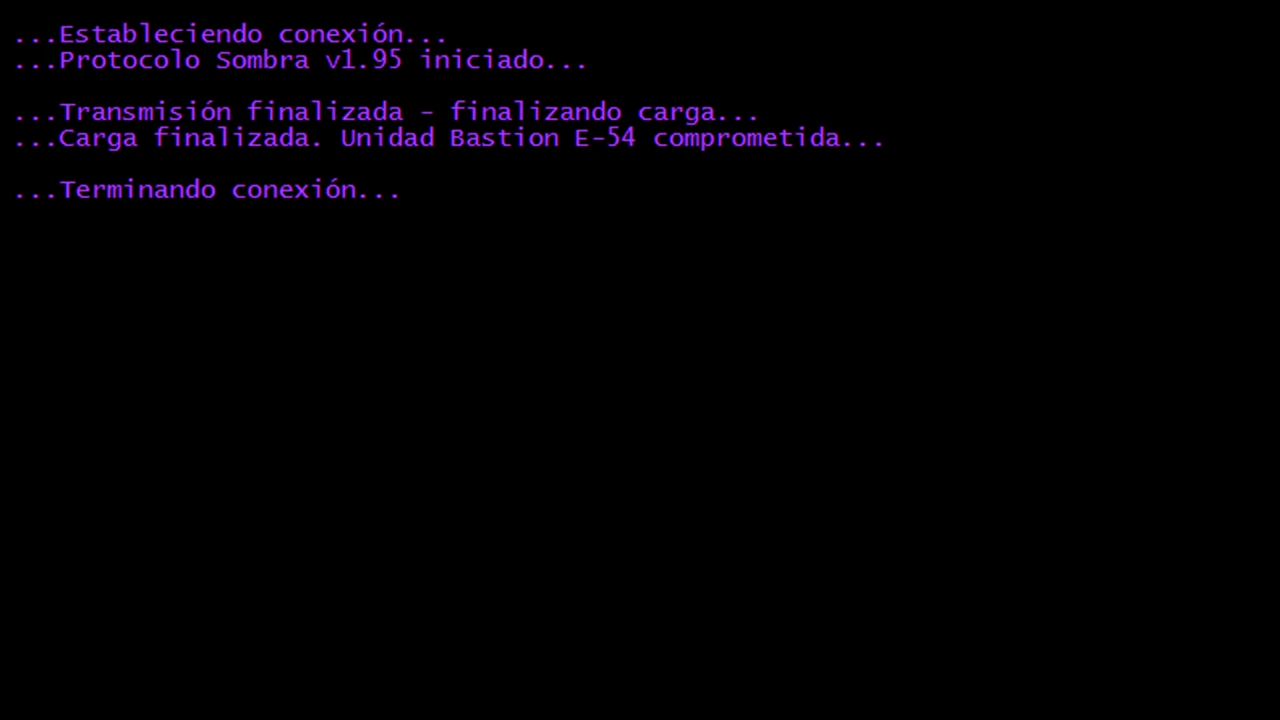 ...Estableciendo conexión...
...Protocolo Sombra v1.95 iniciado...
...Transmisión finalizada – finalizando carga...
...Carga finalizada. Unidad Bastion E-54 comprometida...
...Terminando conexión...